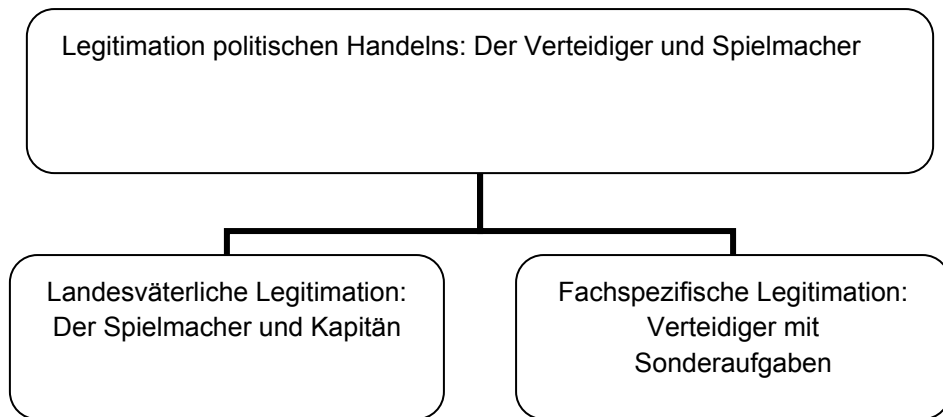 Legitimation politischen Handelns: Der Verteidiger und Spielmacher
Landesväterliche Legitimation:
Der Spielmacher und Kapitän
Fachspezifische Legitimation:
Verteidiger mit
Sonderaufgaben